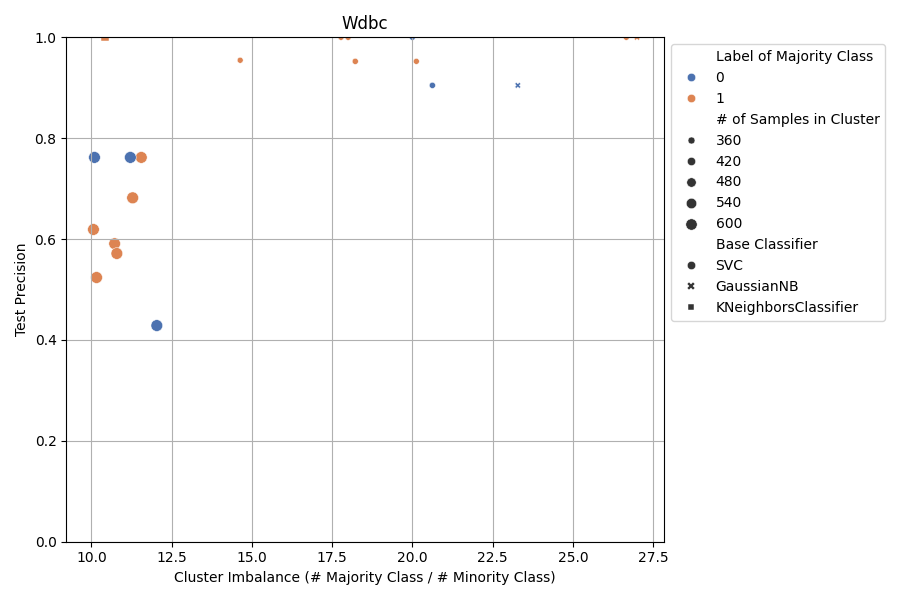 Wdbc
1.0
0.8
0.6
0.4
0.2
0.0
Test Precision
10.0 12.5 15.0 17.5 20.0 22.5 25.0 27.5
Cluster Imbalance (# Majority Class / # Minority Class)
Label of Majority Class
0
1
# of Samples in Cluster
360
420
480
540
600
Base Classifier
SVC
GaussianNB
KNeighborsClassifier